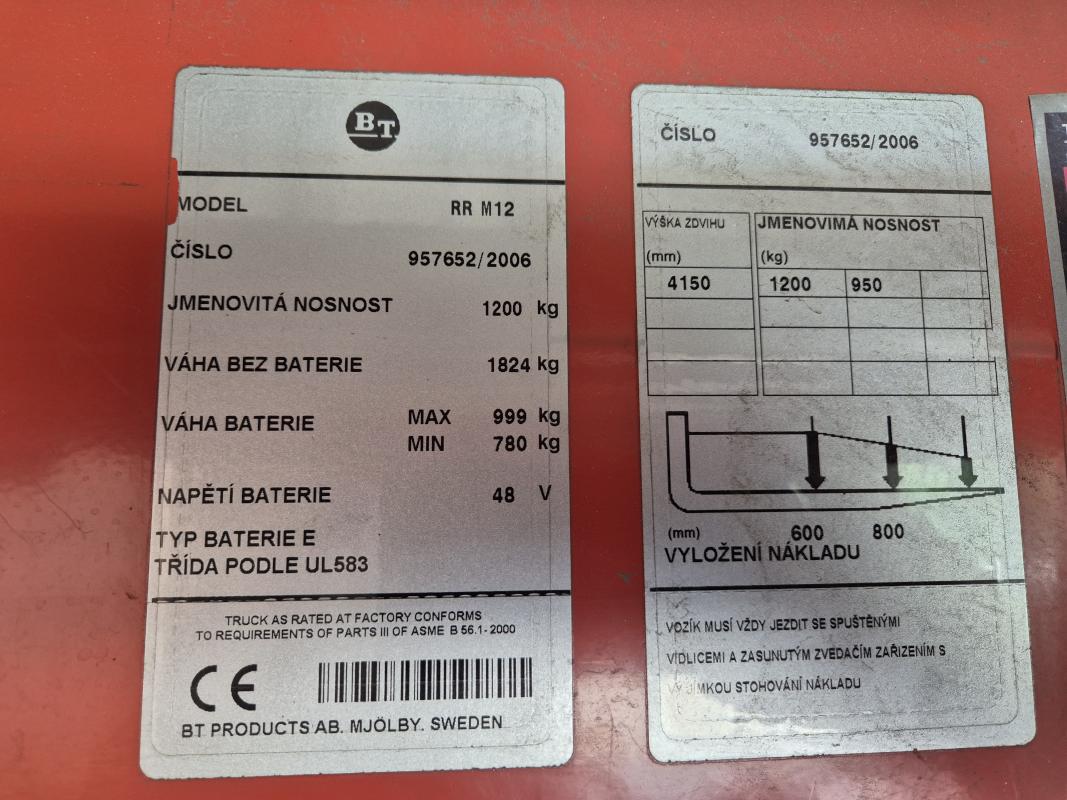 BT
MODEL RR M12
ČÍSLO 957652/2006
JMENOVITÁ NOSNOST 1200 kg
VÁHA BEZ BATERIE 1824 kg
VÁHA BATERIE MAX 999 kg
MIN 780 kg
NAPĚTÍ BATERIE 48 V
TYP BATERIE E
TŘÍDA PODLE UL583
TRUCK AS RATED AT FACTORY CONFORMS
TO REQUIREMENTS OF PARTS III OF ASME B 56.1-2000
CE
BT PRODUCTS AB. MJÖLBY. SWEDEN
ČÍSLO 957652/2006
VÝŠKA ZDVIHU JMENOVIMÁ NOSNOST
(mm) (kg)
4150 1200 950
(mm) 600 800
VYLOŽENÍ NÁKLADU
VOZÍK MUSÍ VŽDY JEZDIT SE SPUŠTĚNÝMI
VIDLICEMI A ZASUNUTÝM ZVEDAČÍM ZAŘÍZENÍM S
VÝJIMKOU STOHOVÁNÍ NÁKLADU